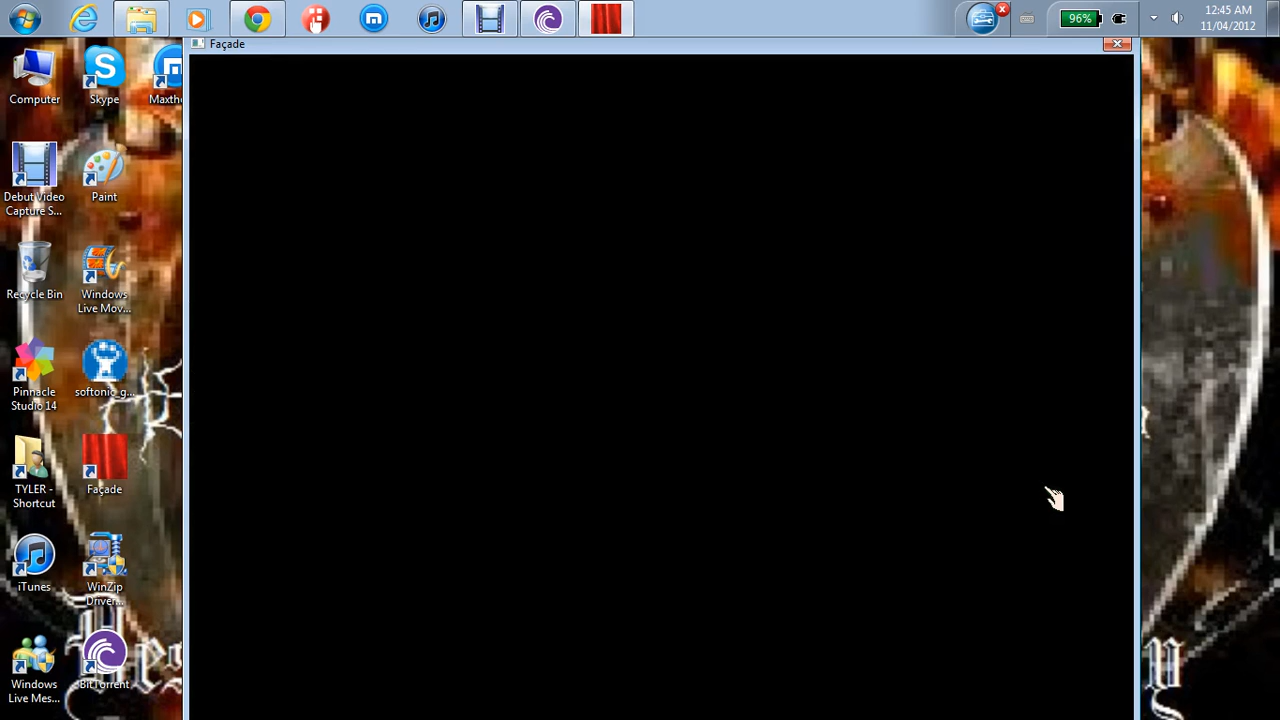 96%
12:45 AM
11/04/2012
Façade
Computer
Skype
Maxtho
Debut Video
Capture S...
Paint
Recycle Bin
Windows
Live Mov...
Pinnacle
Studio 14
softonic_g...
TYLER -
Shortcut
Façade
iTunes
WinZip
Driver...
Windows
Live Mes...
BitTorrent